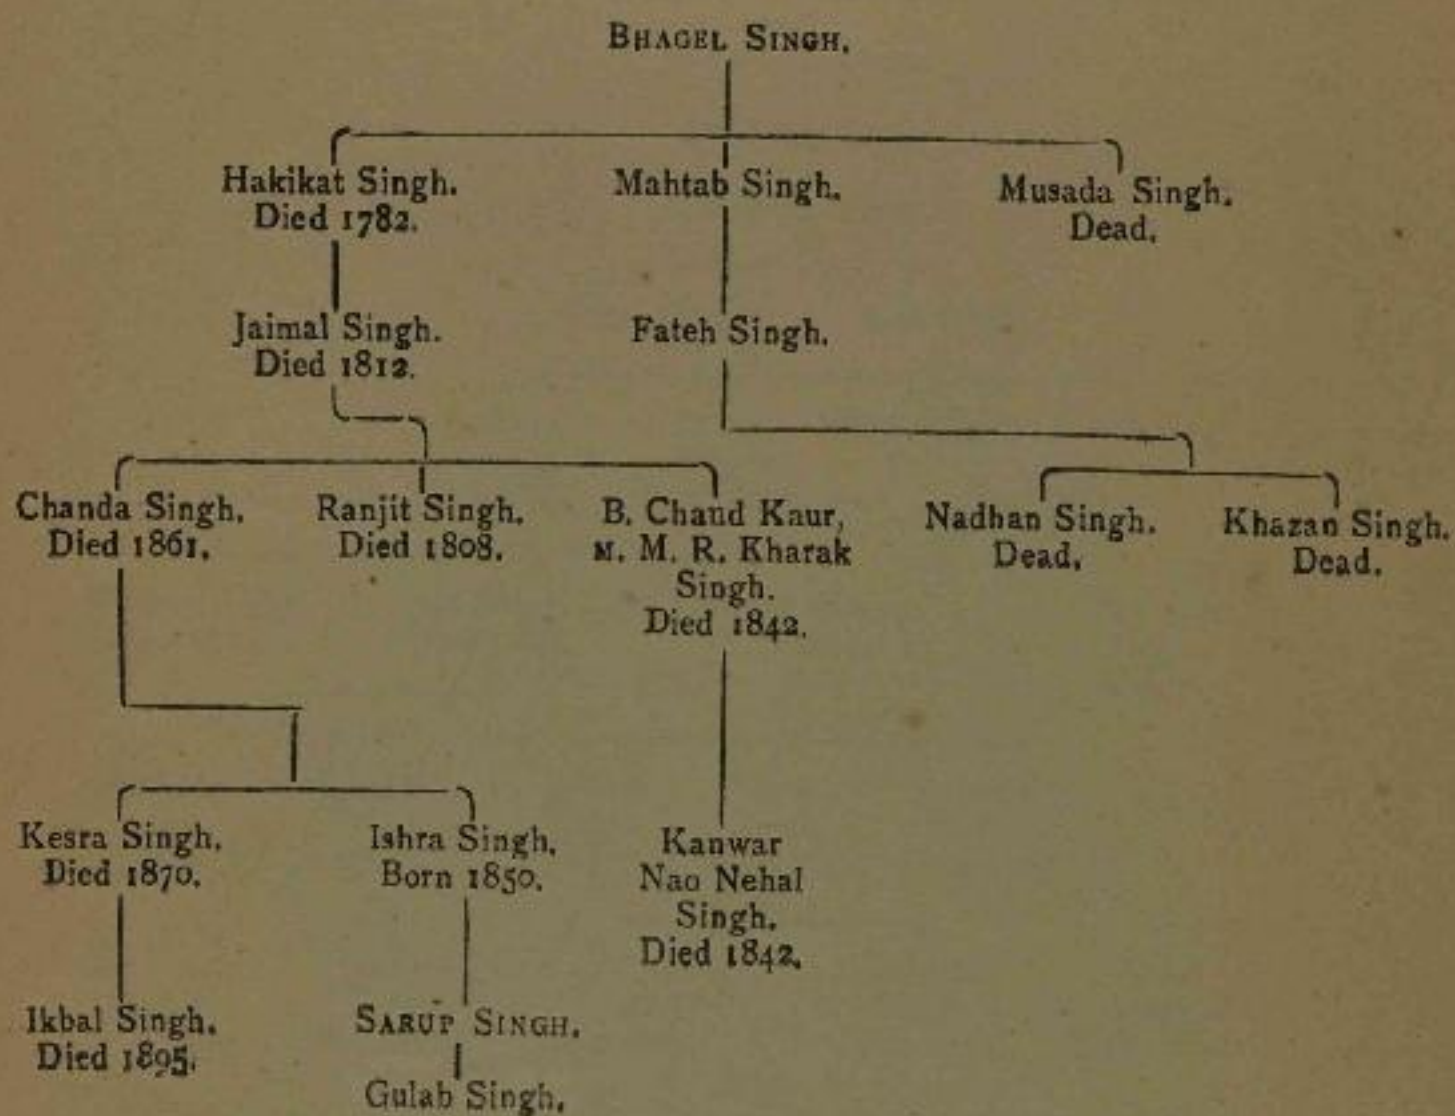 BHAGEL SINGH.
Hakikat Singh.
Died 1782.
Mahtab Singh.
Musada Singh.
Dead.
Jaimal Singh.
Died 1812.
Fateh Singh.
Chanda Singh.
Died 1861.
Ranjit Singh.
Died 1808.
B. Chand Kaur,
M. M. R. Kharak
Singh.
Died 1842.
Nadhan Singh.
Dead.
Khazan Singh.
Dead.
Kesra Singh.
Died 1870.
Ishra Singh.
Born 1850.
Kanwar
Nao Nehal
Singh.
Died 1842.
Ikbal Singh.
Died 1895.
SARUP SINGH.
Gulab Singh.